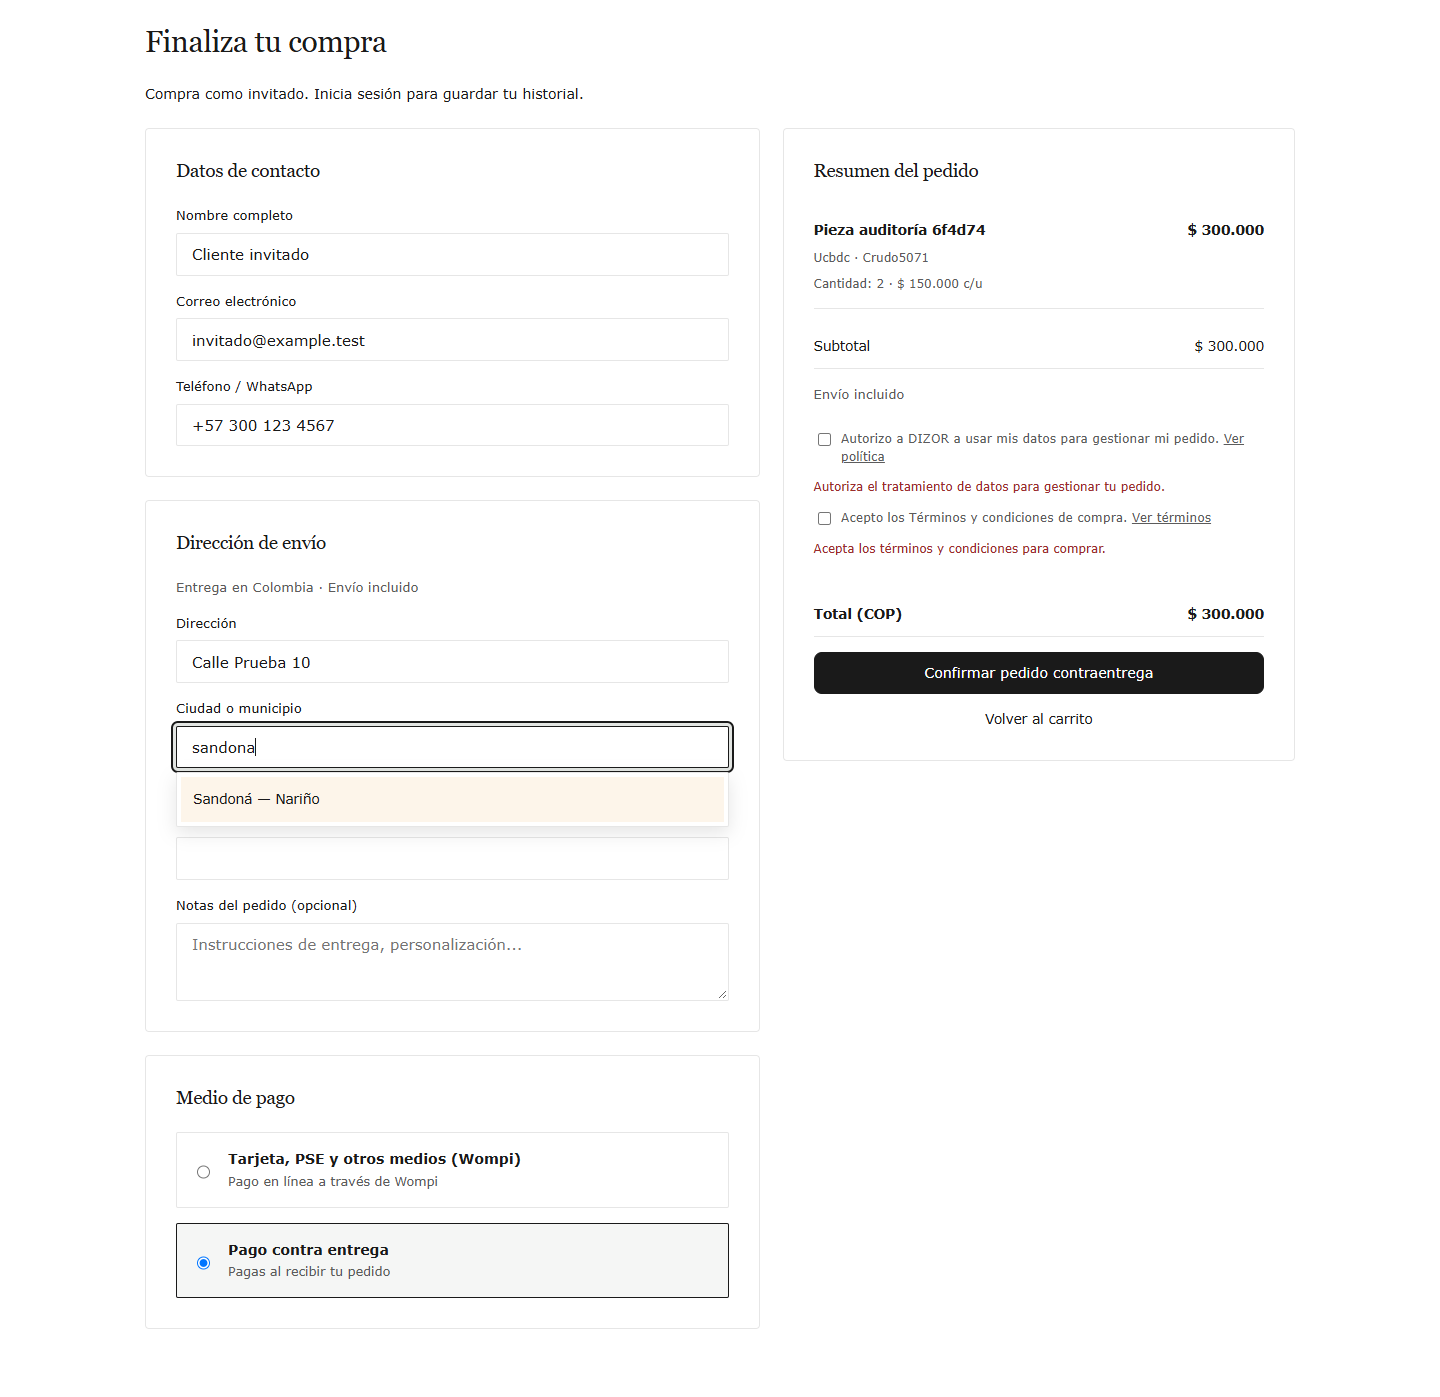 Finaliza tu compra
Compra como invitado. Inicia sesión para guardar tu historial.
Datos de contacto
Nombre completo
Cliente invitado
Correo electrónico
invitado@example.test
Teléfono / WhatsApp
+57 300 123 4567
Dirección de envío
Entrega en Colombia · Envío incluido
Dirección
Calle Prueba 10
Ciudad o municipio
sandona
Sandoná — Nariño
Notas del pedido (opcional)
Instrucciones de entrega, personalización...
Medio de pago
Tarjeta, PSE y otros medios (Wompi)
Pago en línea a través de Wompi
Pago contra entrega
Pagas al recibir tu pedido
Resumen del pedido
Pieza auditoría 6f4d74 $ 300.000
Ucbdc · Crudo5071
Cantidad: 2 · $ 150.000 c/u
Subtotal $ 300.000
Envío incluido
Autorizo a DIZOR a usar mis datos para gestionar mi pedido. Ver
política
Autoriza el tratamiento de datos para gestionar tu pedido.
Acepto los Términos y condiciones de compra. Ver términos
Acepta los términos y condiciones para comprar.
Total (COP) $ 300.000
Confirmar pedido contraentrega
Volver al carrito